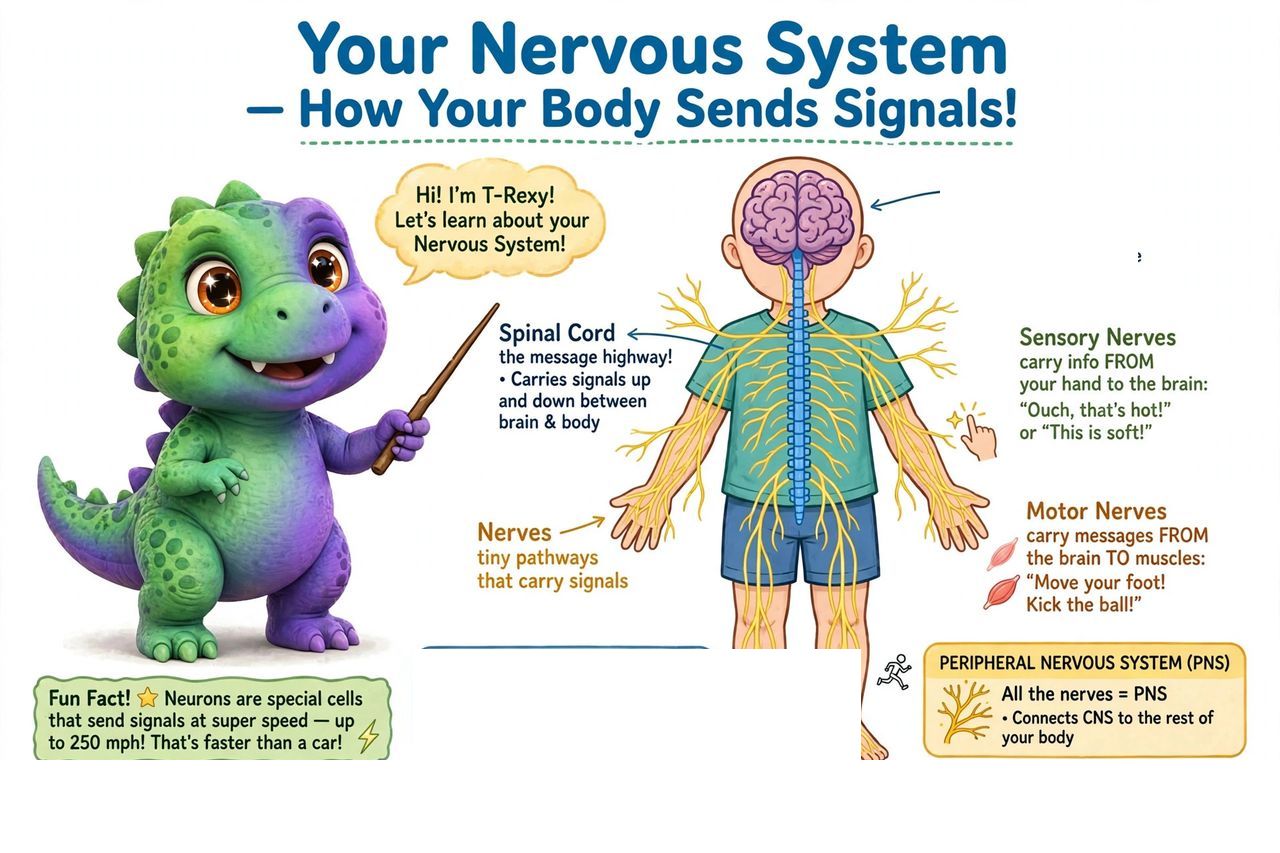 Your Nervous System
— How Your Body Sends Signals!
Hi! I'm T-Rexy!
Let's learn about your
Nervous System!
Spinal Cord
the message highway!
• Carries signals up
and down between
brain & body
Nerves
tiny pathways
that carry signals
Sensory Nerves
carry info FROM
your hand to the brain:
“Ouch, that's hot!”
or “This is soft!”
Motor Nerves
carry messages FROM
the brain TO muscles:
“Move your foot!
Kick the ball!”
Fun Fact! Neurons are special cells
that send signals at super speed — up
to 250 mph! That's faster than a car!
PERIPHERAL NERVOUS SYSTEM (PNS)
All the nerves = PNS
• Connects CNS to the rest of
your body